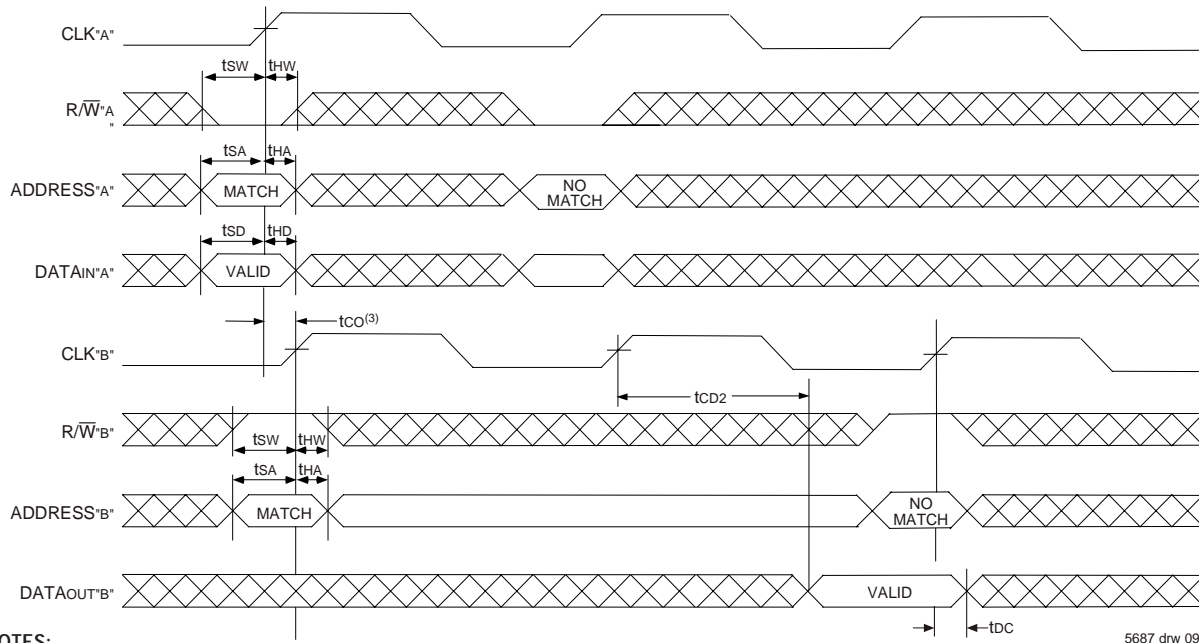 CLK"A"
tSW tHW
R/W̅"A
"
tSA tHA
ADDRESS"A" MATCH NO
MATCH
tSD tHD
DATAIN"A" VALID
tCO(3)
CLK"B"
tCD2
R/W̅"B"
tSW tHW
tSA tHA
ADDRESS"B" MATCH NO
MATCH
DATAOUT"B" VALID
tDC
OTES:
5687 drw 09